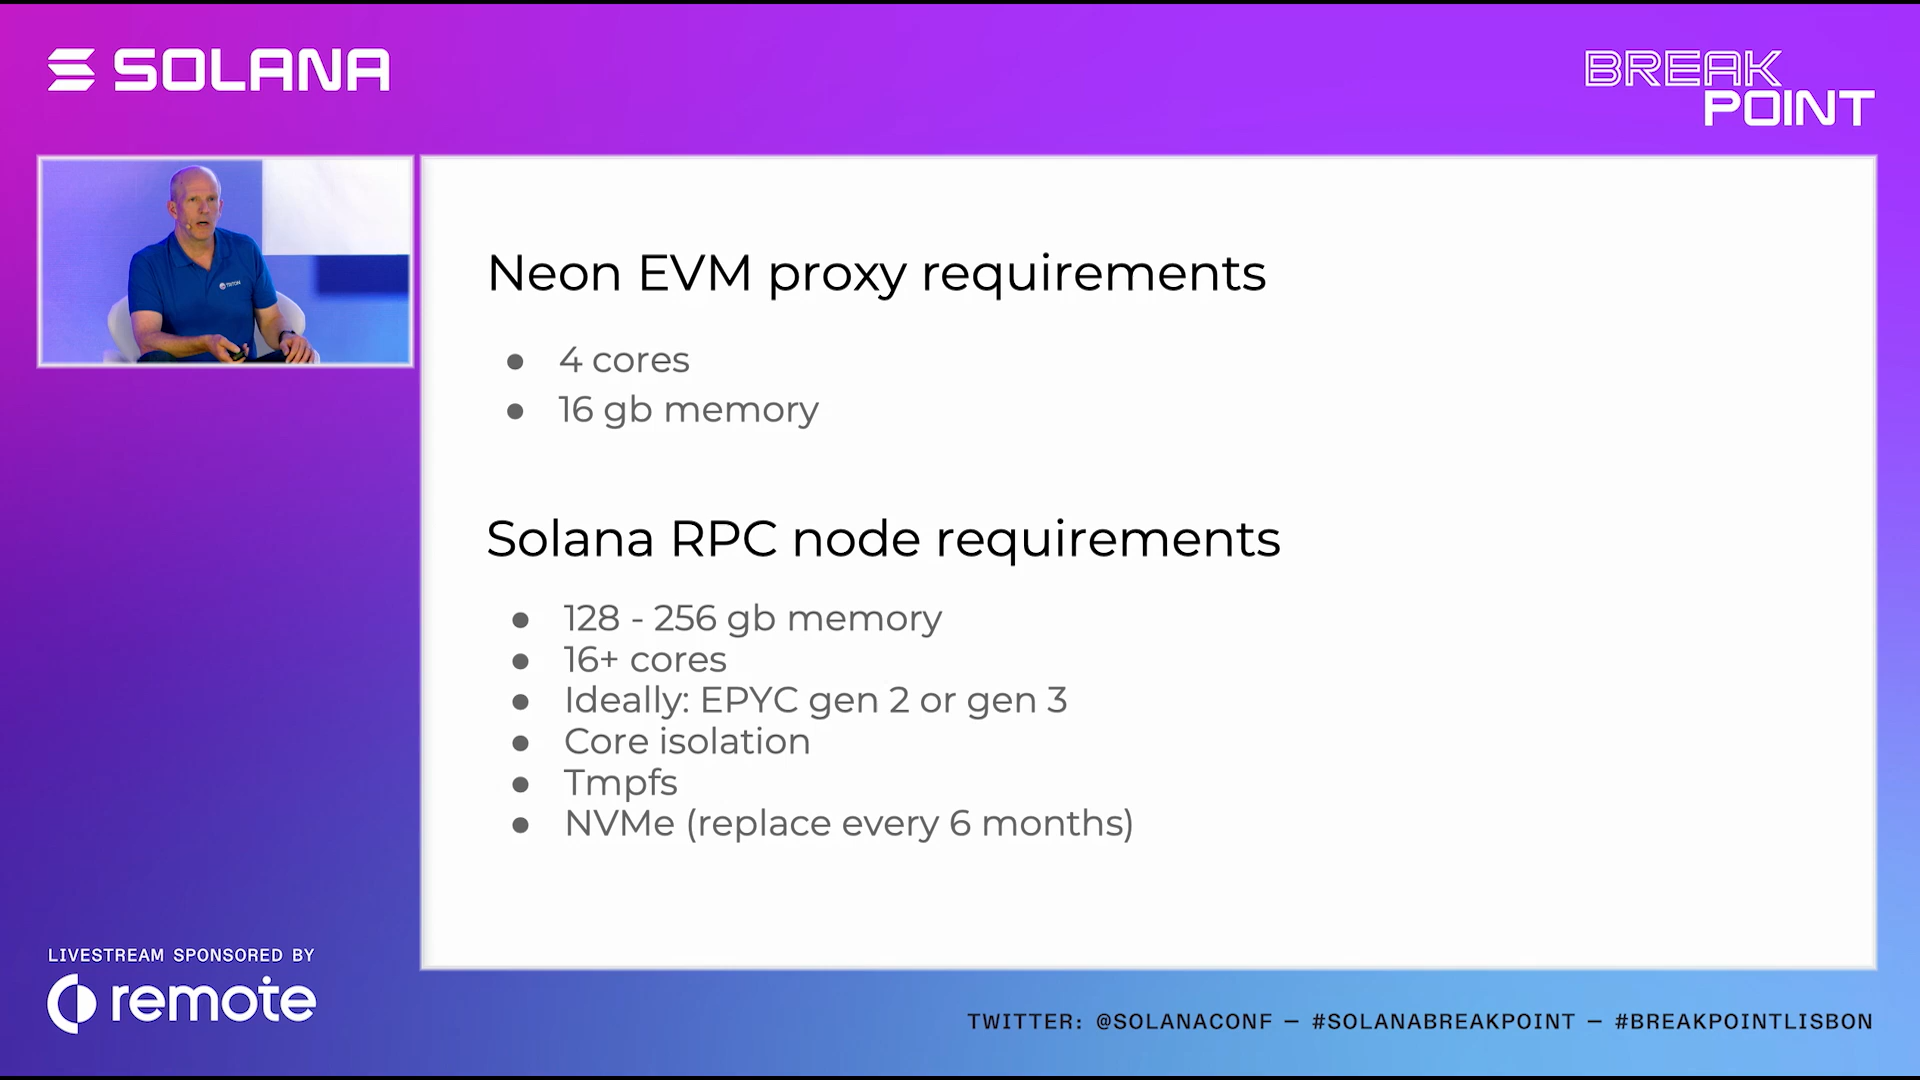 SOLANA
BREAK
POINT
TRITON
Neon EVM proxy requirements
● 4 cores
● 16 gb memory
Solana RPC node requirements
● 128 - 256 gb memory
● 16+ cores
● Ideally: EPYC gen 2 or gen 3
● Core isolation
● Tmpfs
● NVMe (replace every 6 months)
LIVESTREAM SPONSORED BY
remote
TWITTER: @SOLANACONF — #SOLANABREAKPOINT — #BREAKPOINTLISBON